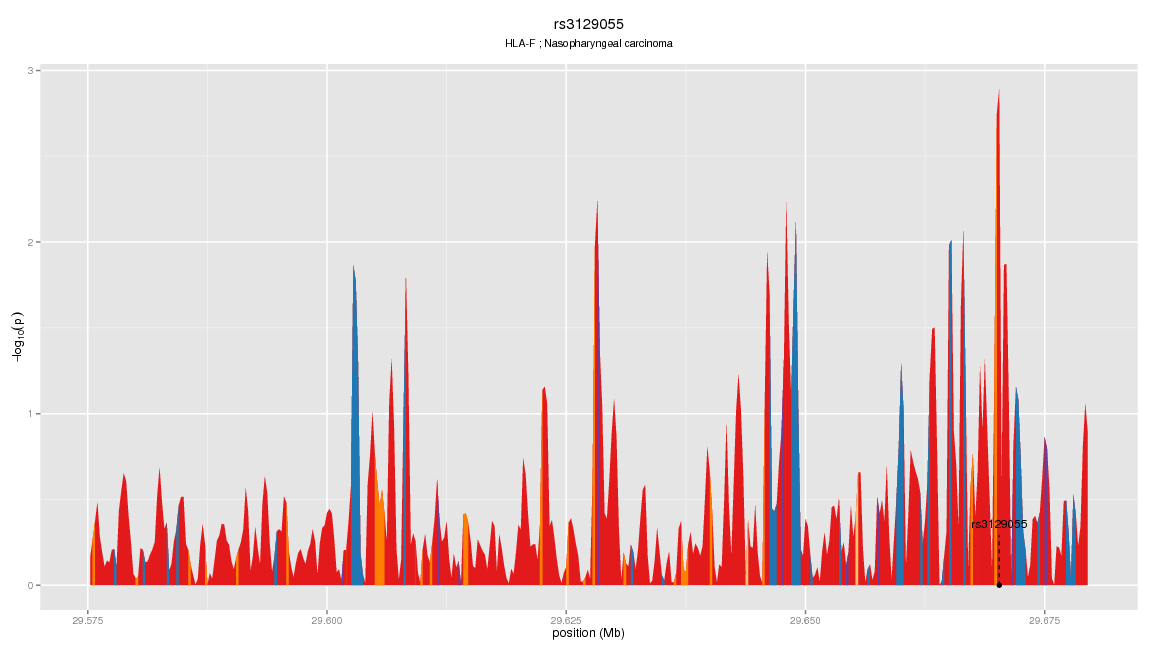 rs3129055
HLA-F ; Nasopharyngeal carcinoma
3
2
1
0
−log10(p)
rs3129055
29.575
29.600
29.625
29.650
29.675
position (Mb)